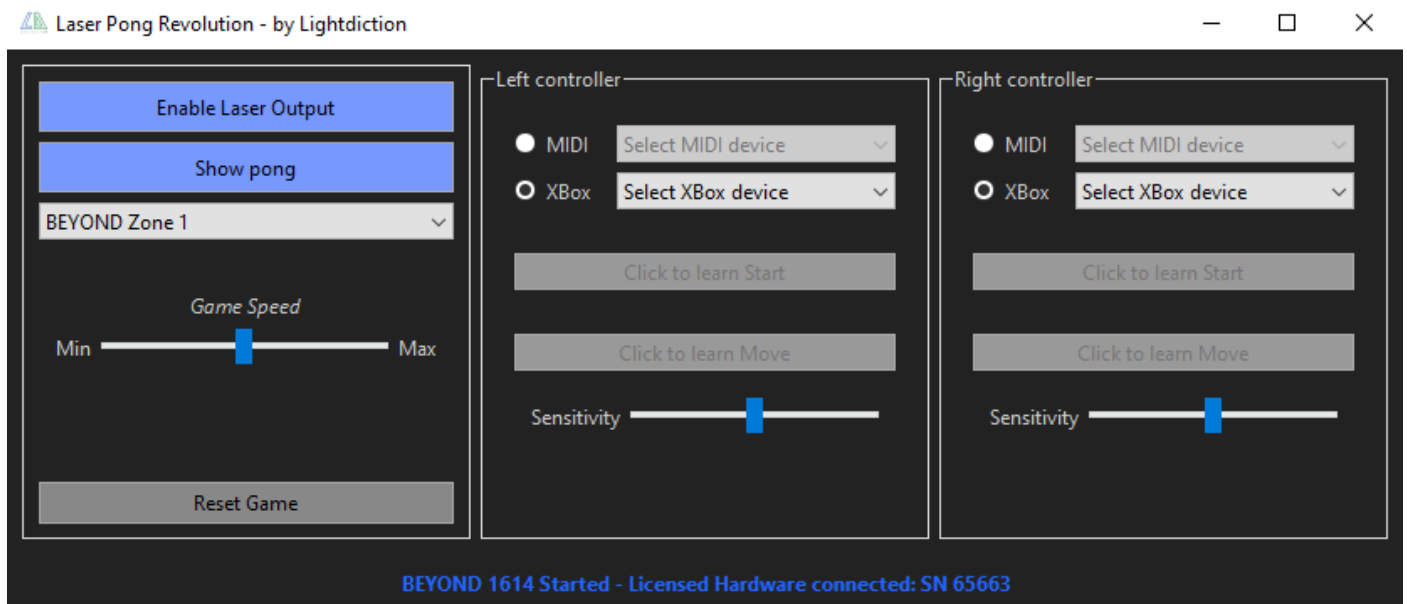 Laser Pong Revolution - by Lightdiction
Enable Laser Output
Show pong
BEYOND Zone 1
Game Speed
Min
Max
Reset Game
Left controller
MIDI
Select MIDI device
XBox
Select XBox device
Click to learn Start
Click to learn Move
Sensitivity
Right controller
MIDI
Select MIDI device
XBox
Select XBox device
Click to learn Start
Click to learn Move
Sensitivity
BEYOND 1614 Started - Licensed Hardware connected: SN 65663